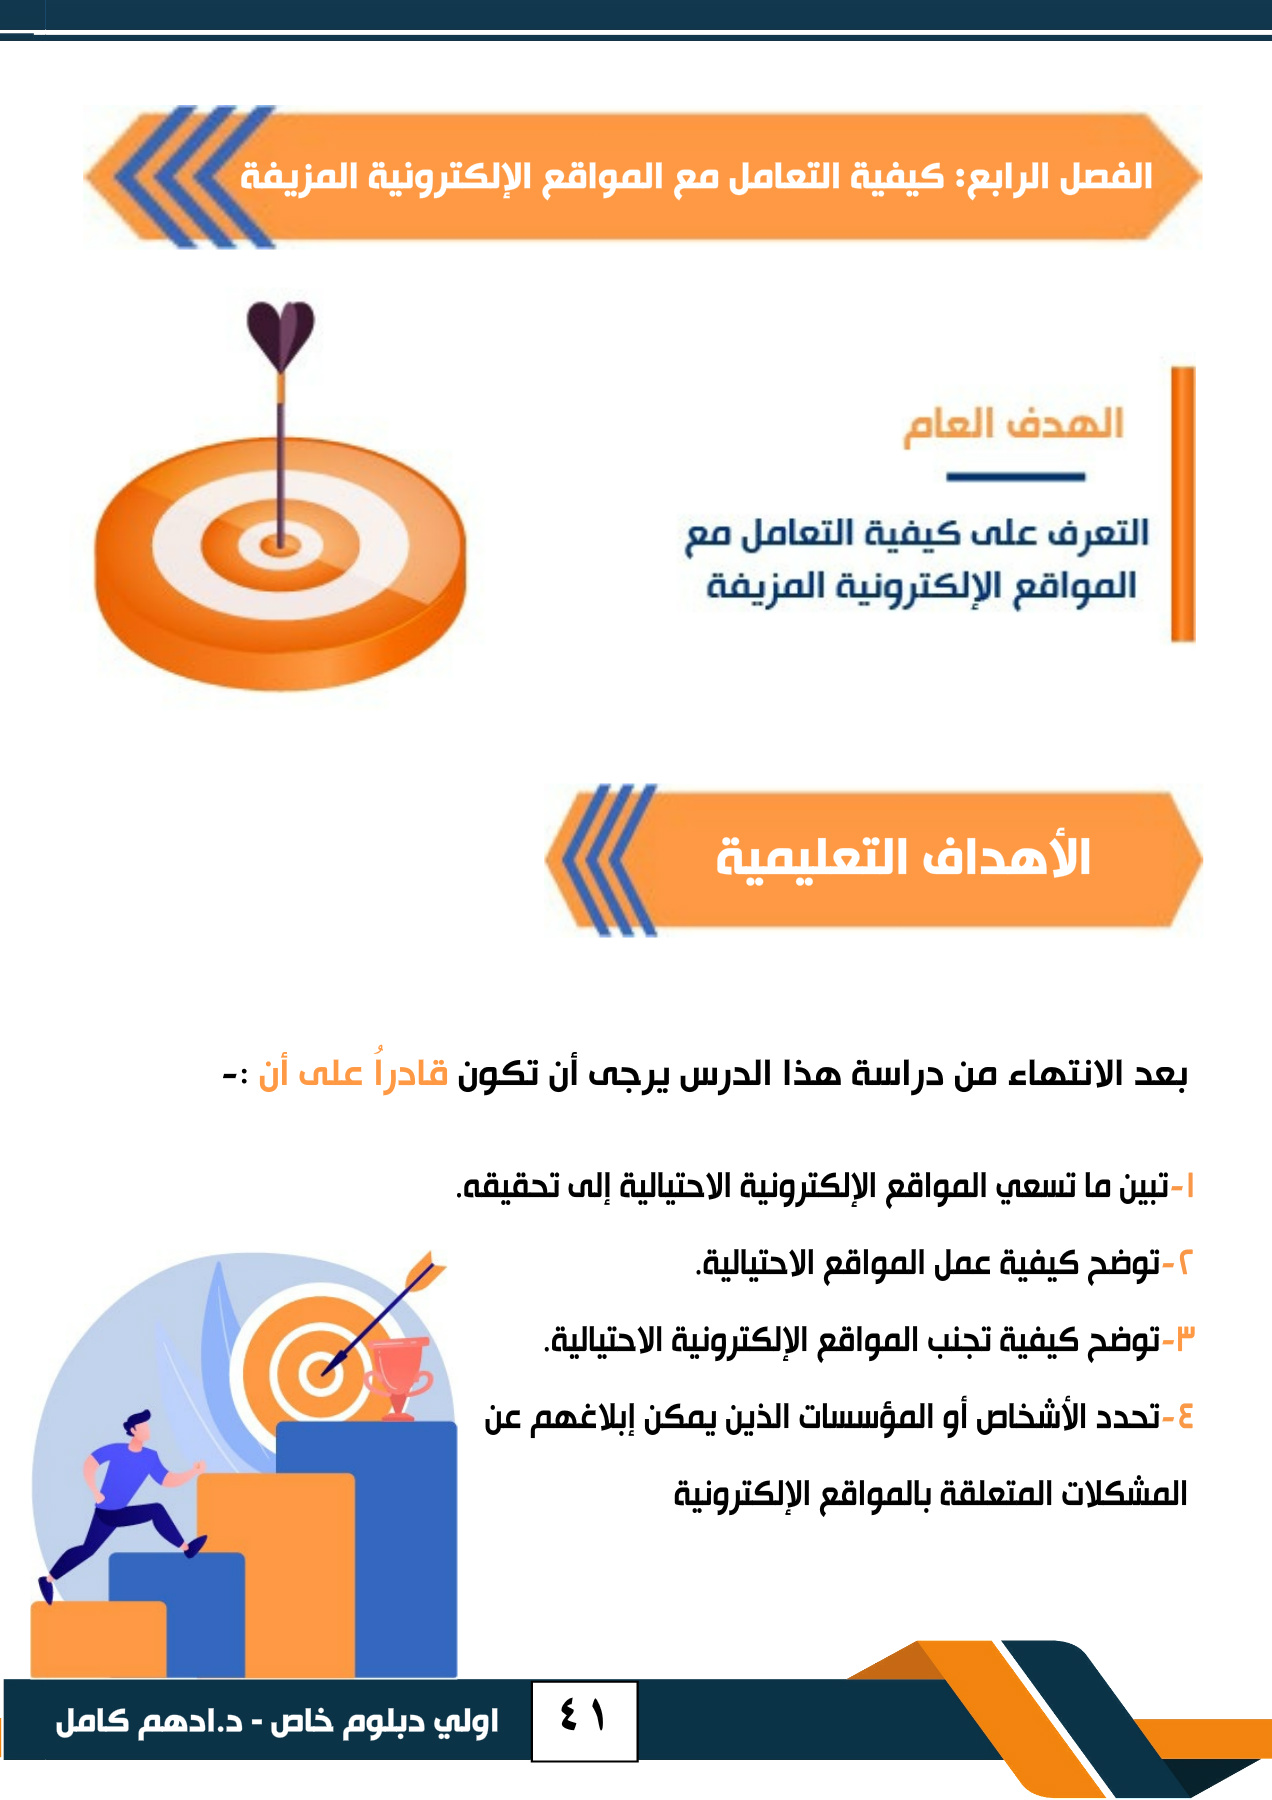 الفصل الرابع: كيفية التعامل مع المواقع الإلكترونية المزيفة
الهدف العام
التعرف على كيفية التعامل مع
المواقع الإلكترونية المزيفة
الأهداف التعليمية
بعد الانتهاء من دراسة هذا الدرس يرجى أن تكون قادراُ على أن :-
١-تبين ما تسعي المواقع الإلكترونية الاحتيالية إلى تحقيقه.
٢-توضح كيفية عمل المواقع الاحتيالية.
٣-توضح كيفية تجنب المواقع الإلكترونية الاحتيالية.
٤-تحدد الأشخاص أو المؤسسات الذين يمكن إبلاغهم عن
المشكلات المتعلقة بالمواقع الإلكترونية
٤١
اولي دبلوم خاص - د.ادهم كامل